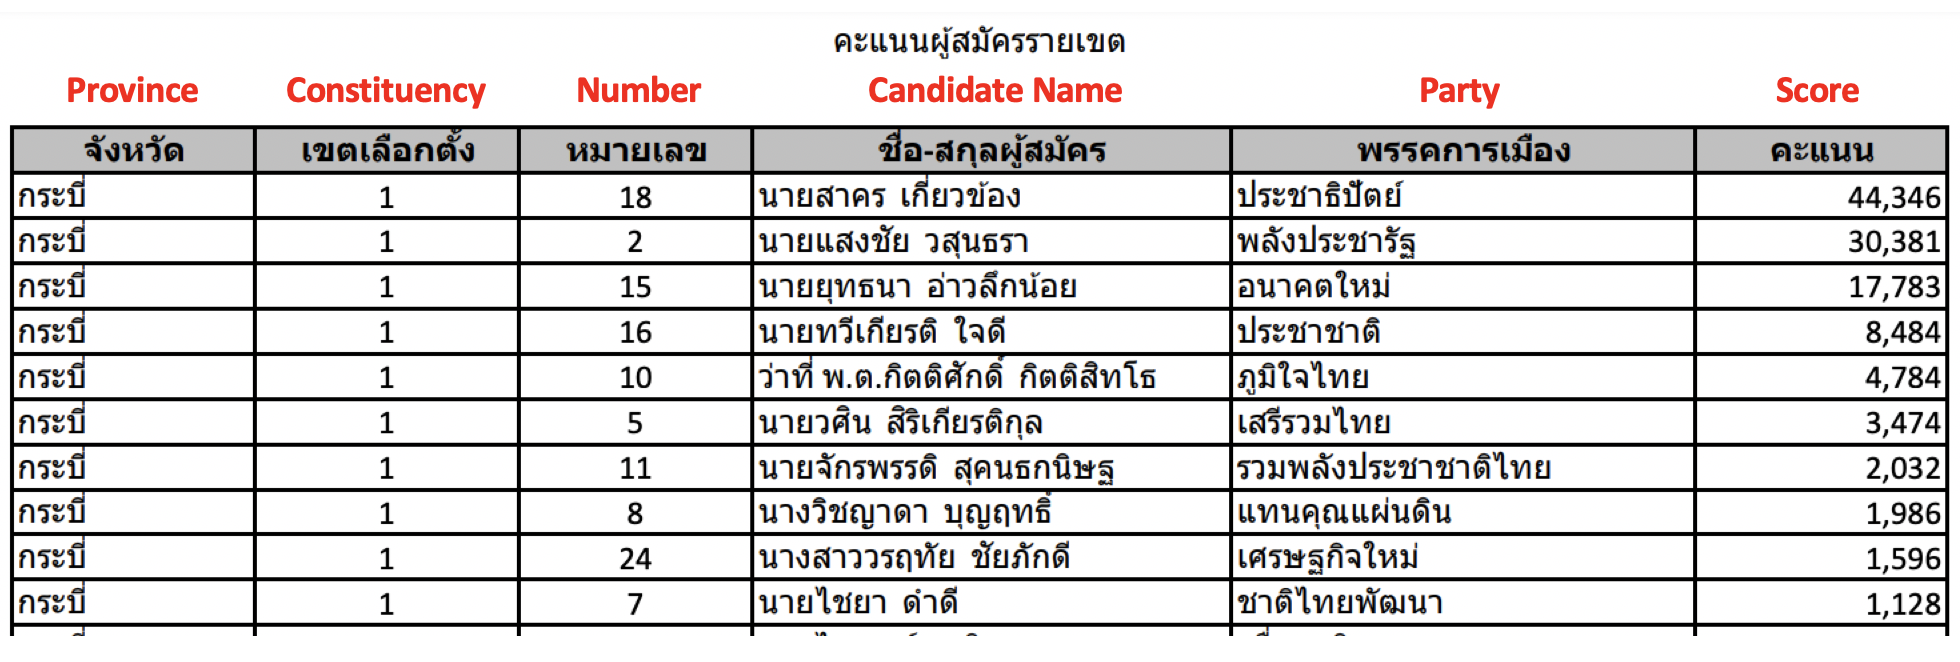 คะแนนผู้สมัครรายเขต
Province Constituency Number Candidate Name Party Score
จังหวัด เขตเลือกตั้ง หมายเลข ชื่อ-สกุลผู้สมัคร พรรคการเมือง คะแนน
กระบี่ 1 18 นายสาคร เกี่ยวข้อง ประชาธิปัตย์ 44,346
กระบี่ 1 2 นายแสงชัย วสุนธรา พลังประชารัฐ 30,381
กระบี่ 1 15 นายยุทธนา อ่าวลึกน้อย อนาคตใหม่ 17,783
กระบี่ 1 16 นายทวีเกียรติ ใจดี ประชาชาติ 8,484
กระบี่ 1 10 ว่าที่ พ.ต.กิตติศักดิ์ กิตติสิทโธ ภูมิใจไทย 4,784
กระบี่ 1 5 นายวศิน สิริเกียรติกุล เสรีรวมไทย 3,474
กระบี่ 1 11 นายจักรพรรดิ สุคนธกนิษฐ รวมพลังประชาชาติไทย 2,032
กระบี่ 1 8 นางวิชญาดา บุญฤทธิ์ แทนคุณแผ่นดิน 1,986
กระบี่ 1 24 นางสาววรฤทัย ชัยภักดี เศรษฐกิจใหม่ 1,596
กระบี่ 1 7 นายไชยา ดำดี ชาติไทยพัฒนา 1,128